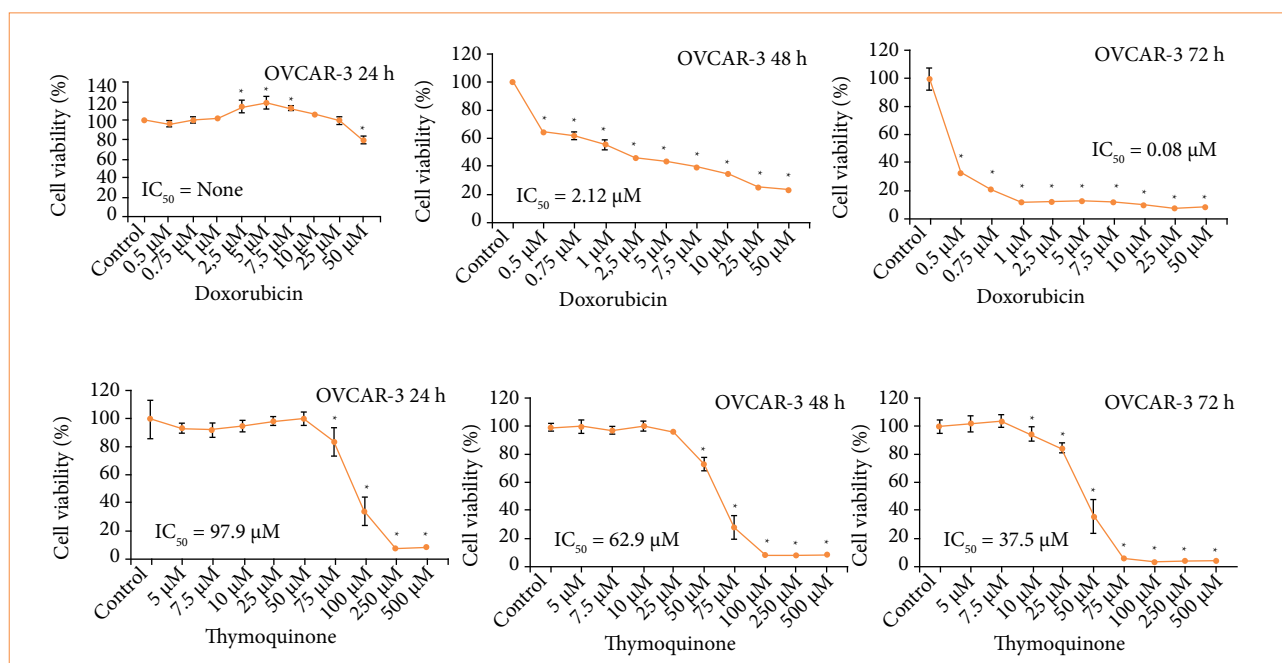 OVCAR-3 24 h
Cell viability (%)
140
120
100
80
60
40
20
0
IC50 = None
Control
0.5 µM
0.75 µM
1 µM
2,5 µM
5 µM
7,5 µM
10 µM
25 µM
50 µM
Doxorubicin
OVCAR-3 48 h
Cell viability (%)
120
100
80
60
40
20
0
IC50 = 2.12 µM
Control
0.5 µM
0.75 µM
1 µM
2,5 µM
5 µM
7,5 µM
10 µM
25 µM
50 µM
Doxorubicin
OVCAR-3 72 h
Cell viability (%)
120
100
80
60
40
20
0
IC50 = 0.08 µM
Control
0.5 µM
0.75 µM
1 µM
2,5 µM
5 µM
7,5 µM
10 µM
25 µM
50 µM
Doxorubicin
OVCAR-3 24 h
Cell viability (%)
120
100
80
60
40
20
0
IC50 = 97.9 µM
Control
5 µM
7.5 µM
10 µM
25 µM
50 µM
75 µM
100 µM
250 µM
500 µM
Thymoquinone
OVCAR-3 48 h
Cell viability (%)
120
100
80
60
40
20
0
IC50 = 62.9 µM
Control
5 µM
7.5 µM
10 µM
25 µM
50 µM
75 µM
100 µM
250 µM
500 µM
Thymoquinone
OVCAR-3 72 h
Cell viability (%)
120
100
80
60
40
20
0
IC50 = 37.5 µM
Control
5 µM
7.5 µM
10 µM
25 µM
50 µM
75 µM
100 µM
250 µM
500 µM
Thymoquinone